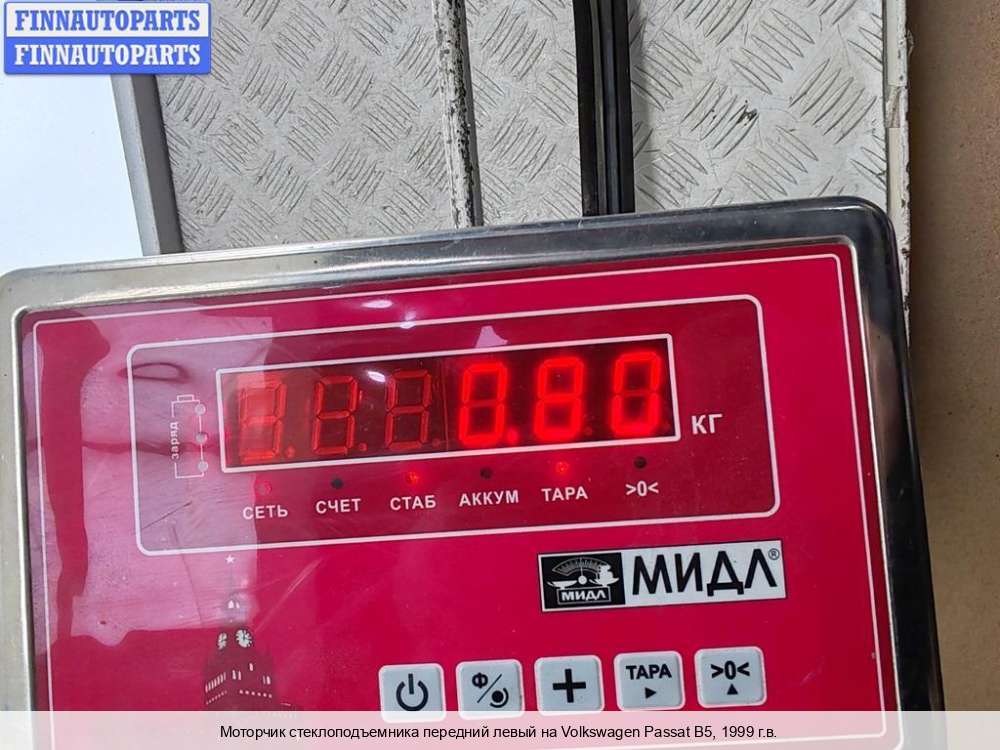 FINNAUTOPARTS
FINNAUTOPARTS
заряд
0.80 КГ
СЕТЬ СЧЕТ СТАБ АККУМ ТАРА >0<
МИДЛ МИДЛ®
Ф/ + ТАРА >0<
Моторчик стеклоподъемника передний левый на Volkswagen Passat B5, 1999 г.в.